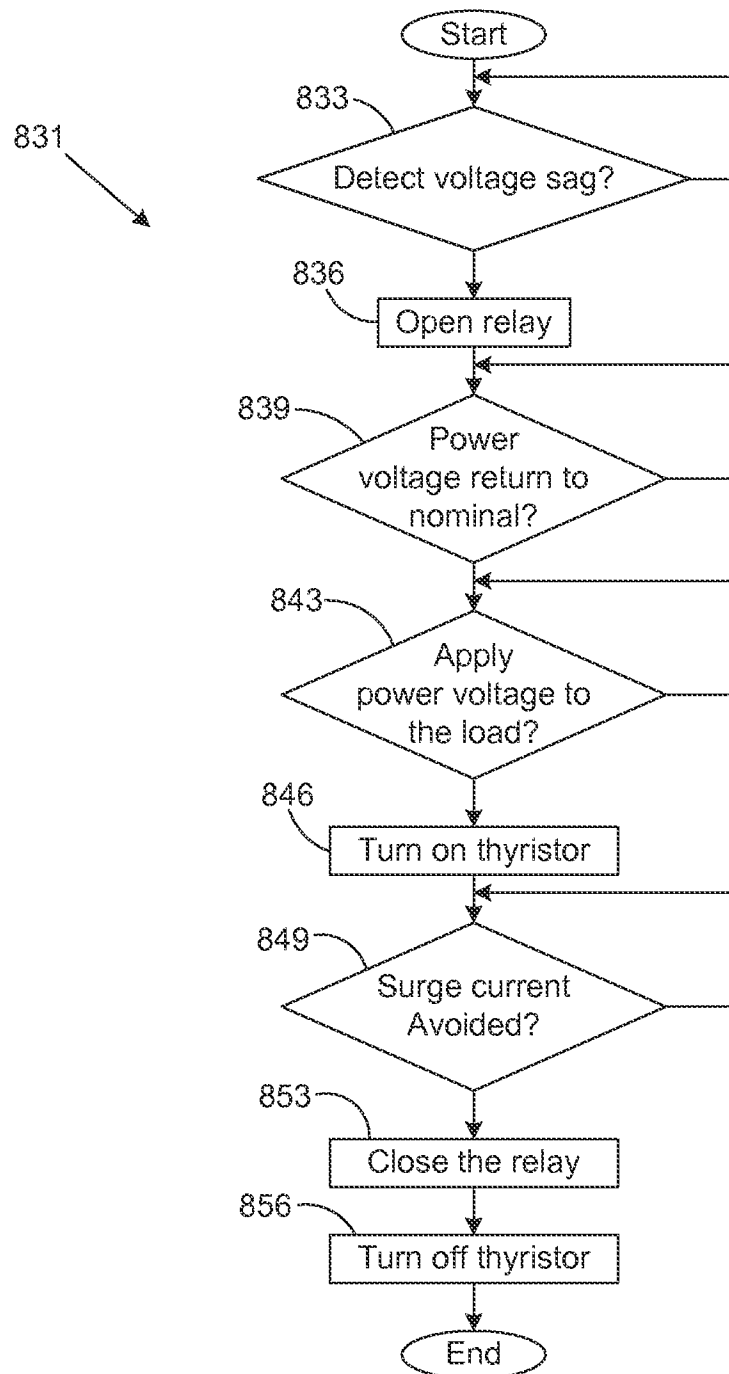 Start
833
831
Detect voltage sag?
836
Open relay
839
Power
voltage return to
nominal?
843
Apply
power voltage to
the load?
846
Turn on thyristor
849
Surge current
Avoided?
853
Close the relay
856
Turn off thyristor
End